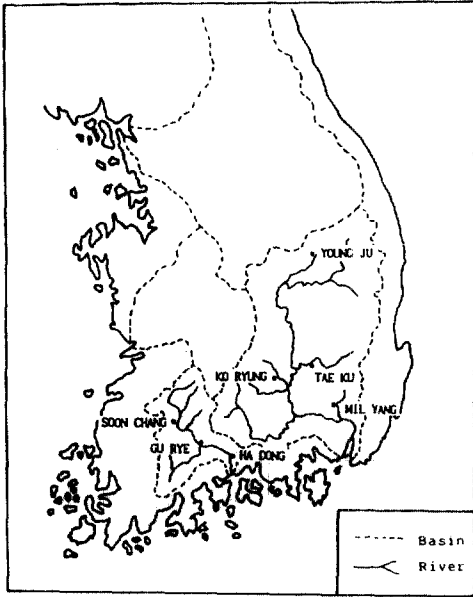 YOUNG JU
KO RYUNG
TAE KU
MIL YANG
SOON CHANG
GU RYE
HA DONG
Basin
River